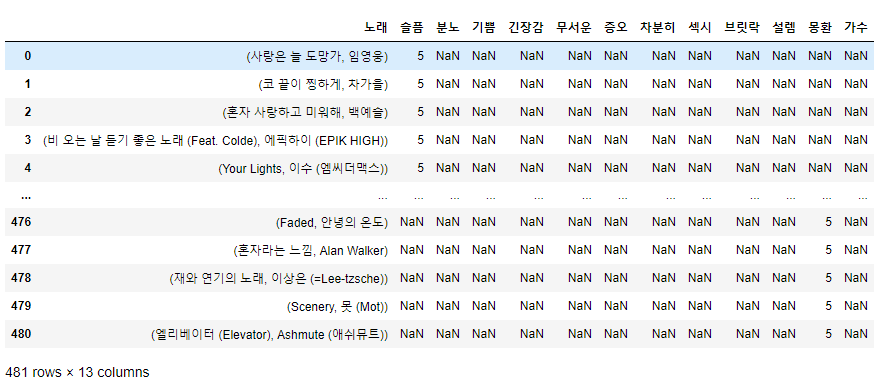 노래 슬픔 분노 기쁨 긴장감 무서운 증오 차분히 섹시 브릿락 설렘 몽환 가수
0 (사랑은 늘 도망가, 임영웅) 5 NaN NaN NaN NaN NaN NaN NaN NaN NaN NaN NaN
1 (코 끝이 찡하게, 차가을) 5 NaN NaN NaN NaN NaN NaN NaN NaN NaN NaN NaN
2 (혼자 사랑하고 미워해, 백예슬) 5 NaN NaN NaN NaN NaN NaN NaN NaN NaN NaN NaN
3 (비 오는 날 듣기 좋은 노래 (Feat. Colde), 에픽하이 (EPIK HIGH)) 5 NaN NaN NaN NaN NaN NaN NaN NaN NaN NaN NaN
4 (Your Lights, 이수 (엠씨더맥스)) 5 NaN NaN NaN NaN NaN NaN NaN NaN NaN NaN NaN
... ... ... ... ... ... ... ... ... ... ... ... ... ...
476 (Faded, 안녕의 온도) NaN NaN NaN NaN NaN NaN NaN NaN NaN NaN 5 NaN
477 (혼자라는 느낌, Alan Walker) NaN NaN NaN NaN NaN NaN NaN NaN NaN NaN 5 NaN
478 (재와 연기의 노래, 이상은 (=Lee-tzsche)) NaN NaN NaN NaN NaN NaN NaN NaN NaN NaN 5 NaN
479 (Scenery, 못 (Mot)) NaN NaN NaN NaN NaN NaN NaN NaN NaN NaN 5 NaN
480 (엘리베이터 (Elevator), Ashmute (애쉬뮤트)) NaN NaN NaN NaN NaN NaN NaN NaN NaN NaN 5 NaN
481 rows × 13 columns